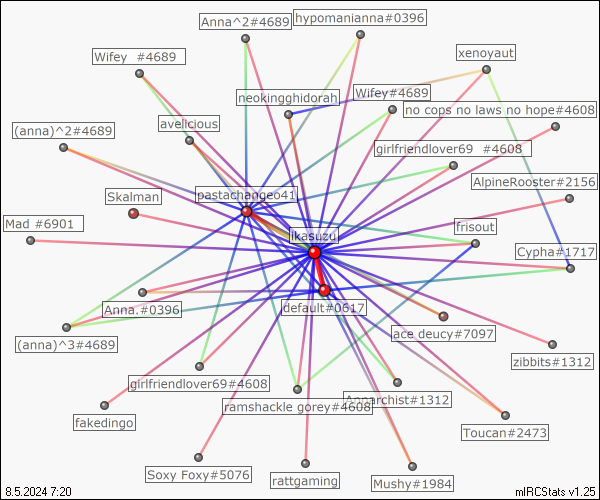 Anna^2#4689
hypomanianna#0396
Wifey #4689
xenoyaut
neokingghidorah
Wifey#4689
no cops no laws no hope#4608
(anna)^2#4689
avelicious
girlfriendlover69 #4608
Skalman
pastachangeo41
AlpineRooster#2156
Mad #6901
ikasuzu
frisout
Cypha#1717
Anna.#0396
default#0617
ace deucy#7097
(anna)^3#4689
zibbits#1312
girlfriendlover69#4608
Annarchist#1312
ramshackle gorey#4608
fakedingo
Toucan#2473
Soxy Foxy#5076
rattgaming
Mushy#1984
8.5.2024 7:20
mIRCStats v1.25